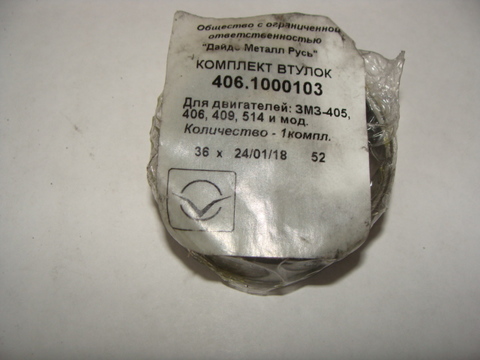 Общество с ограниченной
ответственностью
"Дайдо Металл Русь"
КОМПЛЕКТ ВТУЛОК
406.1000103
Для двигателей: ЗМЗ-405,
406, 409, 514 и мод.
Количество - 1компл.
36 х 24/01/18 52